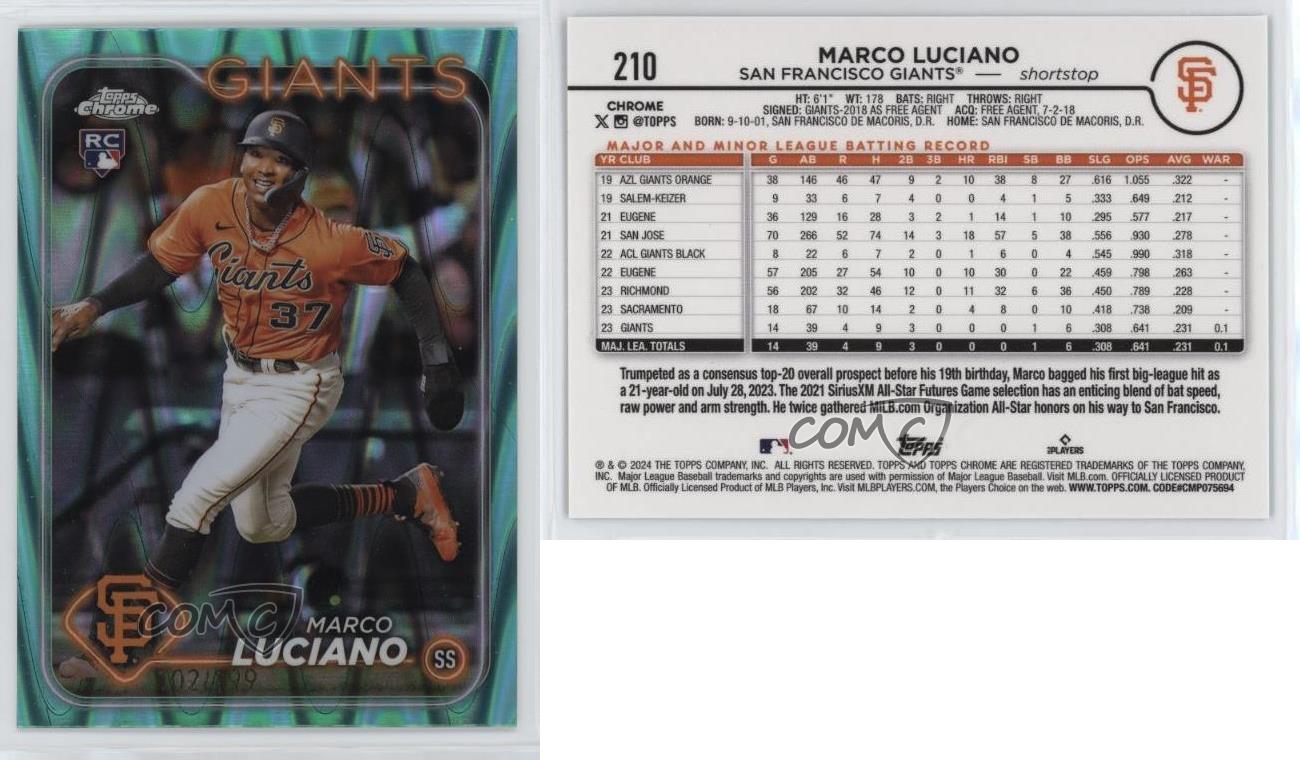 GIANTS
Topps
Chrome
RC
Giants
37
SF
SF
COMC
MARCO
LUCIANO
SS
210
MARCO LUCIANO
SAN FRANCISCO GIANTS® — shortstop
SF
CHROME
X @TOPPS
HT: 6'1" WT: 178 BATS: RIGHT THROWS: RIGHT
SIGNED: GIANTS-2018 AS FREE AGENT ACQ: FREE AGENT, 7-2-18
BORN: 9-10-01, SAN FRANCISCO DE MACORIS, D.R. HOME: SAN FRANCISCO DE MACORIS, D.R.
MAJOR AND MINOR LEAGUE BATTING RECORD
YR CLUB G AB R H 2B 3B HR RBI SB BB SLG OPS AVG WAR
19 AZL GIANTS ORANGE 38 146 46 47 9 2 10 38 8 27 .616 1.055 .322 -
19 SALEM-KEIZER 9 33 6 7 4 0 0 4 1 5 .333 .649 .212 -
21 EUGENE 36 129 16 28 3 2 1 14 1 10 .295 .577 .217 -
21 SAN JOSE 70 266 52 74 14 3 18 57 5 38 .556 .930 .278 -
22 ACL GIANTS BLACK 8 22 6 7 2 0 1 6 0 4 .545 .990 .318 -
22 EUGENE 57 205 27 54 10 0 10 30 0 22 .459 .798 .263 -
23 RICHMOND 56 202 32 46 12 0 11 32 6 36 .450 .789 .228 -
23 SACRAMENTO 18 67 10 14 2 0 4 8 0 10 .418 .738 .209 -
23 GIANTS 14 39 4 9 3 0 0 0 1 6 .308 .641 .231 0.1
MAJ. LEA. TOTALS 14 39 4 9 3 0 0 0 1 6 .308 .641 .231 0.1
Trumpeted as a consensus top-20 overall prospect before his 19th birthday, Marco bagged his first big-league hit as
a 21-year-old on July 28, 2023. The 2021 SiriusXM All-Star Futures Game selection has an enticing blend of bat speed,
raw power and arm strength. He twice gathered MiLB.com Organization All-Star honors on his way to San Francisco.
COMC
Topps
PLAYERS
® & © 2024 THE TOPPS COMPANY, INC. ALL RIGHTS RESERVED. TOPPS AND TOPPS CHROME ARE REGISTERED TRADEMARKS OF THE TOPPS COMPANY,
INC. Major League Baseball trademarks and copyrights are used with permission of Major League Baseball. Visit MLB.com. OFFICIALLY LICENSED PRODUCT
OF MLB. Officially Licensed Product of MLB Players, Inc. Visit MLBPLAYERS.COM, the Players Choice on the web. WWW.TOPPS.COM. CODE#CMP075694